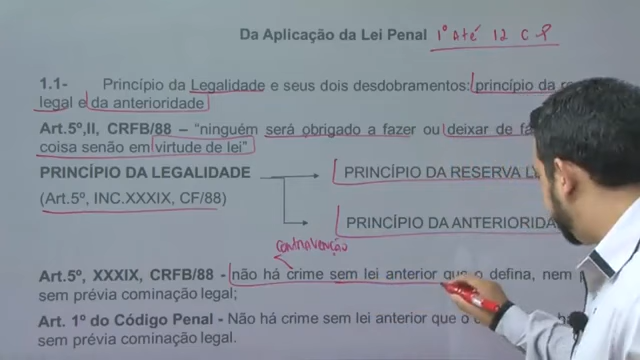 Da Aplicação da Lei Penal 1º Até 12 C P
1.1- Princípio da Legalidade e seus dois desdobramentos: princípio da
legal e da anterioridade
Art.5º,II, CRFB/88 – “ninguém será obrigado a fazer ou deixar de
coisa senão em virtude de lei”
PRINCÍPIO DA LEGALIDADE PRINCÍPIO DA RESERVA
(Art.5º, INC.XXXIX, CF/88)
PRINCÍPIO DA ANTERIORIDA
contravenção
Art.5º, XXXIX, CRFB/88 - não há crime sem lei anterior que o defina, nem
sem prévia cominação legal;
Art. 1º do Código Penal - Não há crime sem lei anterior que o
sem prévia cominação legal.